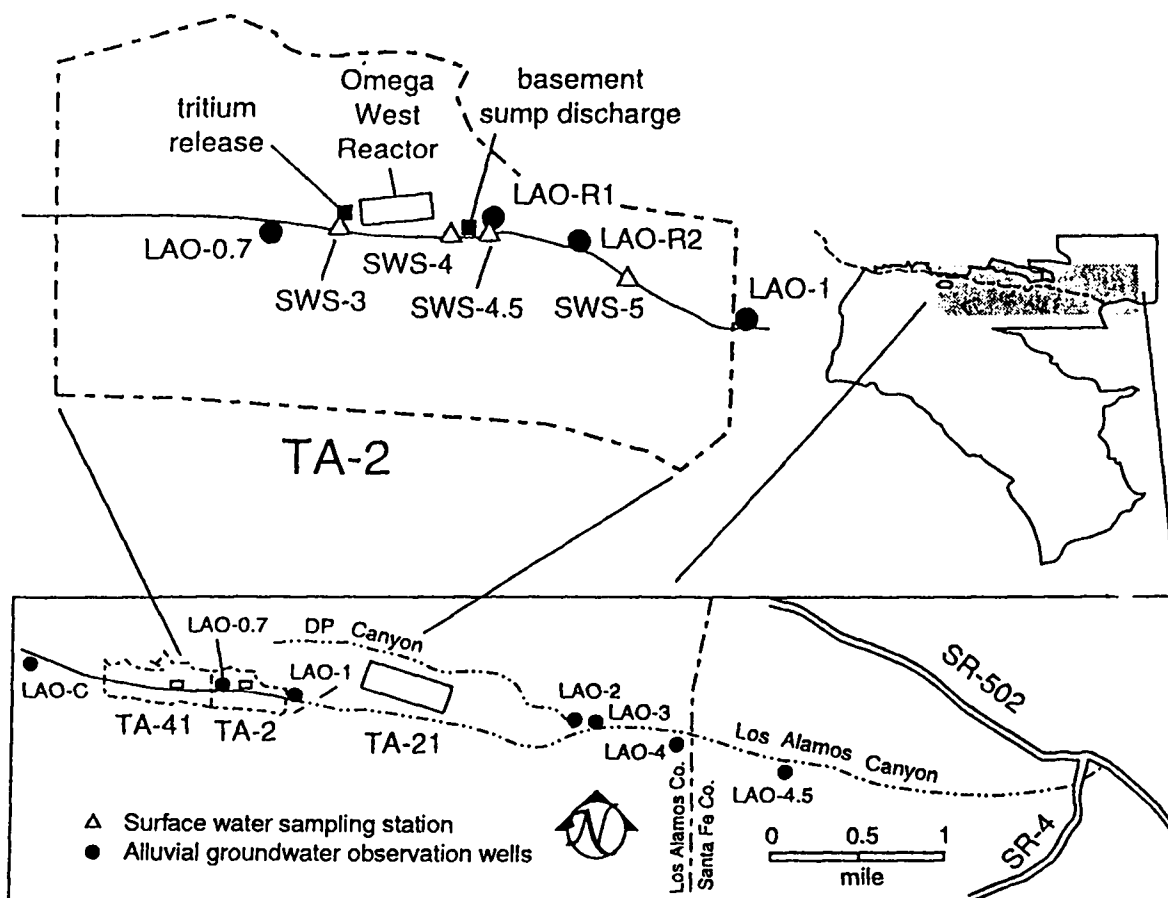 tritium
release
Omega
West
Reactor
basement
sump discharge
LAO-R1
LAO-0.7
SWS-3
SWS-4
SWS-4.5
LAO-R2
SWS-5
LAO-1
TA-2
LAO-C
LAO-0.7
DP Canyon
LAO-1
TA-41
TA-2
TA-21
LAO-2
LAO-3
LAO-4
Los Alamos Canyon
LAO-4.5
Los Alamos Co.
Santa Fe Co.
SR-502
SR-4
Surface water sampling station
Alluvial groundwater observation wells
N
0 0.5 1
mile